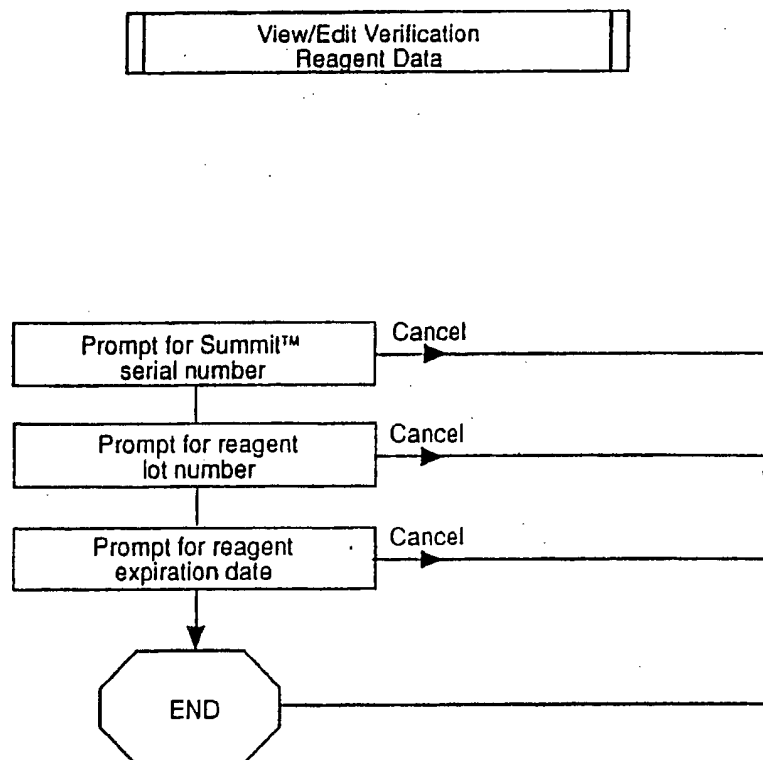 View/Edit Verification
Reagent Data
Prompt for Summit™
serial number
Cancel
Prompt for reagent
lot number
Cancel
Prompt for reagent
expiration date
Cancel
END